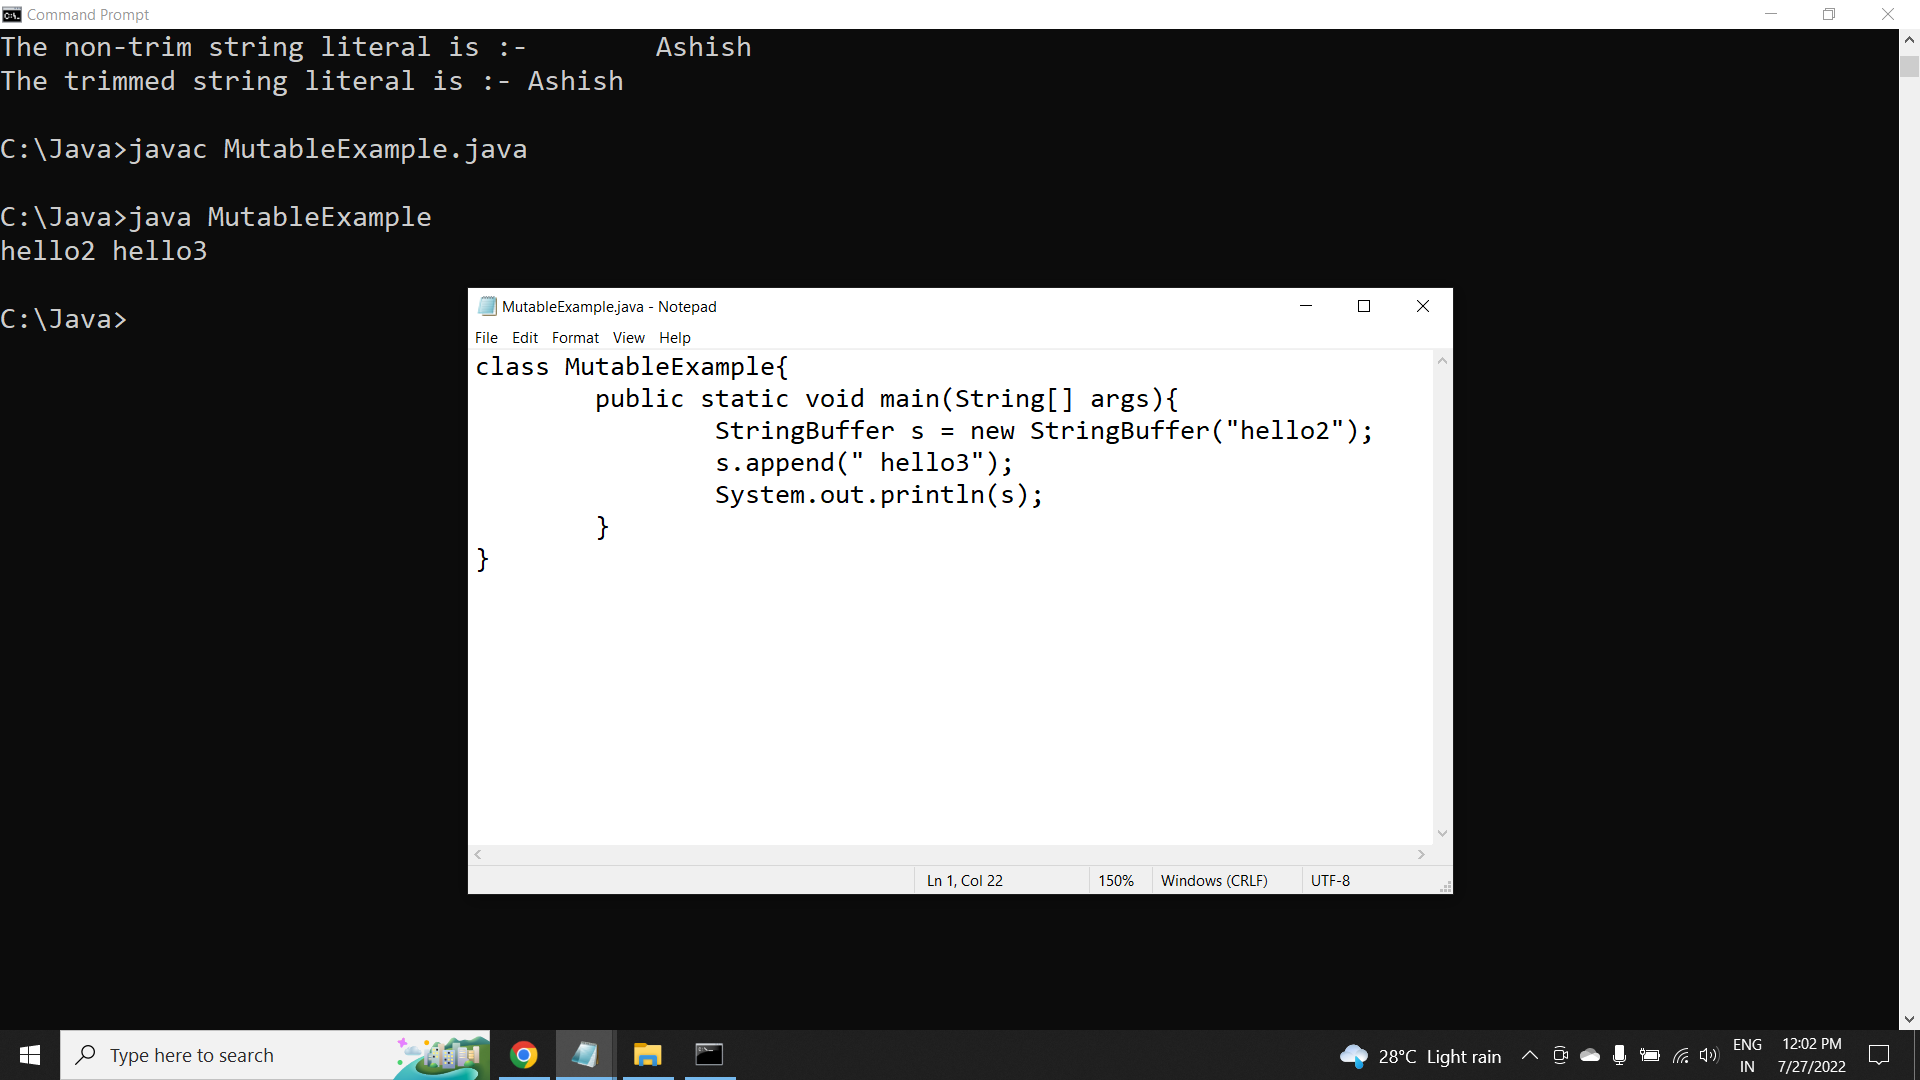 Command Prompt
The non-trim string literal is :-        Ashish
The trimmed string literal is :- Ashish
C:\Java>javac MutableExample.java
C:\Java>java MutableExample
hello2 hello3
C:\Java>
MutableExample.java - Notepad
File Edit Format View Help
class MutableExample{
        public static void main(String[] args){
                StringBuffer s = new StringBuffer("hello2");
                s.append(" hello3");
                System.out.println(s);
        }
}
Ln 1, Col 22 150% Windows (CRLF) UTF-8
Type here to search
28°C Light rain
ENG
IN
12:02 PM
7/27/2022